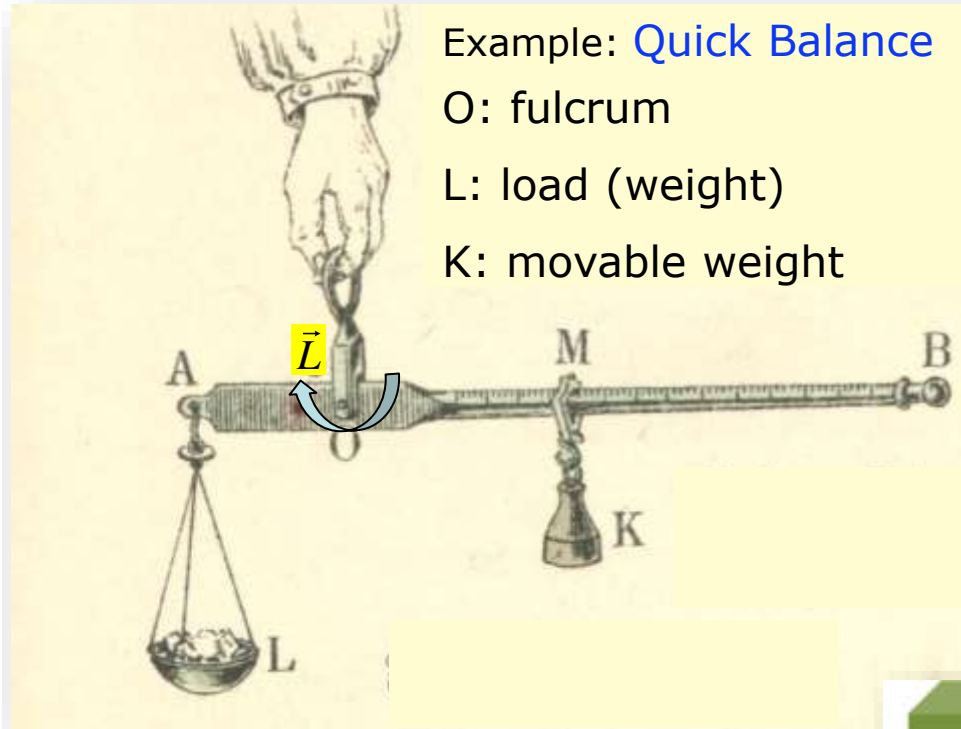 Example: Quick Balance
O: fulcrum
L: load (weight)
K: movable weight
L⃗
A
M
B
O
K
L